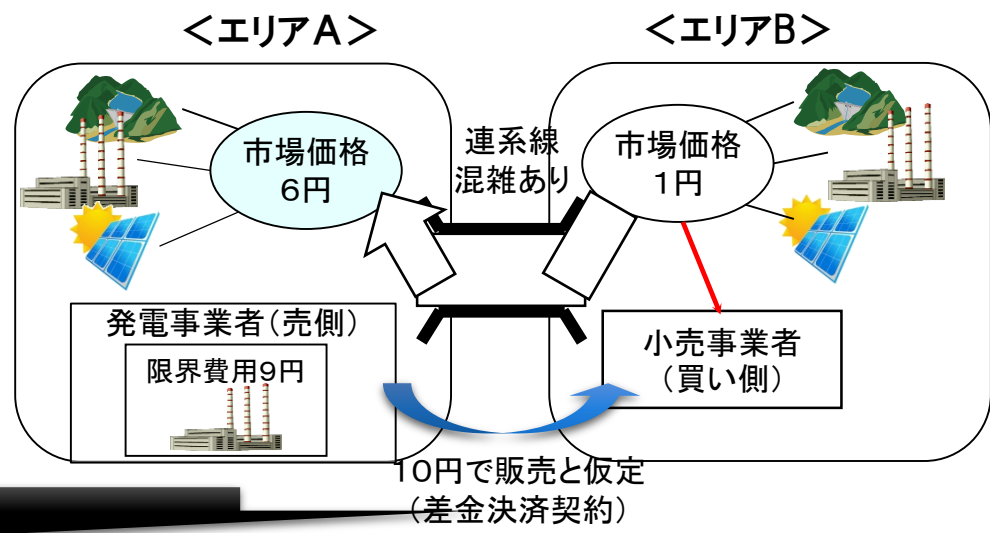 ＜エリアＡ＞
＜エリアB＞
市場価格
6円
連系線
混雑あり
市場価格
1円
発電事業者（売側）
限界費用９円
小売事業者
（買い側）
１０円で販売と仮定
（差金決済契約）